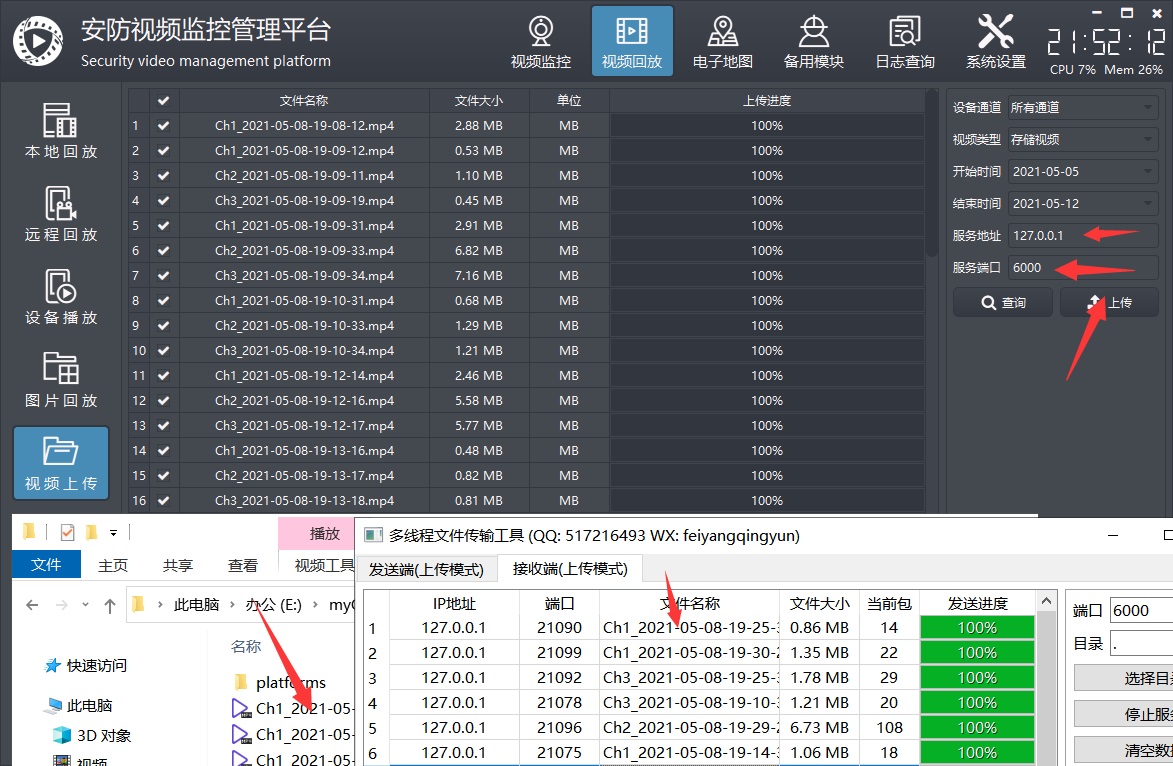 安防视频监控管理平台
Security video management platform
视频监控 视频回放 电子地图 备用模块 日志查询 系统设置
21:52:12
CPU 7% Mem 26%
本地回放
远程回放
设备播放
图片回放
视频上传
文件名称 文件大小 单位 上传进度
1 Ch1_2021-05-08-19-08-12.mp4 2.88 MB MB 100%
2 Ch1_2021-05-08-19-09-12.mp4 0.53 MB MB 100%
3 Ch2_2021-05-08-19-09-11.mp4 1.10 MB MB 100%
4 Ch3_2021-05-08-19-09-19.mp4 0.45 MB MB 100%
5 Ch1_2021-05-08-19-09-31.mp4 2.91 MB MB 100%
6 Ch2_2021-05-08-19-09-33.mp4 6.82 MB MB 100%
7 Ch3_2021-05-08-19-09-34.mp4 7.16 MB MB 100%
8 Ch1_2021-05-08-19-10-31.mp4 0.68 MB MB 100%
9 Ch2_2021-05-08-19-10-33.mp4 1.29 MB MB 100%
10 Ch3_2021-05-08-19-10-34.mp4 1.21 MB MB 100%
11 Ch1_2021-05-08-19-12-14.mp4 2.46 MB MB 100%
12 Ch2_2021-05-08-19-12-16.mp4 5.58 MB MB 100%
13 Ch3_2021-05-08-19-12-17.mp4 5.77 MB MB 100%
14 Ch1_2021-05-08-19-13-16.mp4 0.48 MB MB 100%
15 Ch2_2021-05-08-19-13-17.mp4 0.82 MB MB 100%
16 Ch3_2021-05-08-19-13-18.mp4 0.81 MB MB 100%
设备通道 所有通道
视频类型 存储视频
开始时间 2021-05-05
结束时间 2021-05-12
服务地址 127.0.0.1
服务端口 6000
查询 上传
播放
文件 主页 共享 查看 视频工具
此电脑 办公 (E:)
名称
快速访问
此电脑
3D 对象
视频
platforms
Ch1_2021-05-
Ch1_2021-05-
Ch1_2021-05-
多线程文件传输工具 (QQ: 517216493 WX: feiyangqingyun)
发送端(上传模式) 接收端(上传模式)
IP地址 端口 文件名称 文件大小 当前包 发送进度
1 127.0.0.1 21090 Ch1_2021-05-08-19-25- 0.86 MB 14 100%
2 127.0.0.1 21099 Ch1_2021-05-08-19-30- 1.35 MB 22 100%
3 127.0.0.1 21092 Ch3_2021-05-08-19-25- 1.78 MB 29 100%
4 127.0.0.1 21078 Ch3_2021-05-08-19-10- 1.21 MB 20 100%
5 127.0.0.1 21096 Ch2_2021-05-08-19-29- 6.73 MB 108 100%
6 127.0.0.1 21075 Ch1_2021-05-08-19-14- 1.06 MB 18 100%
端口 6000
目录 .
选择目
停止服
清空数